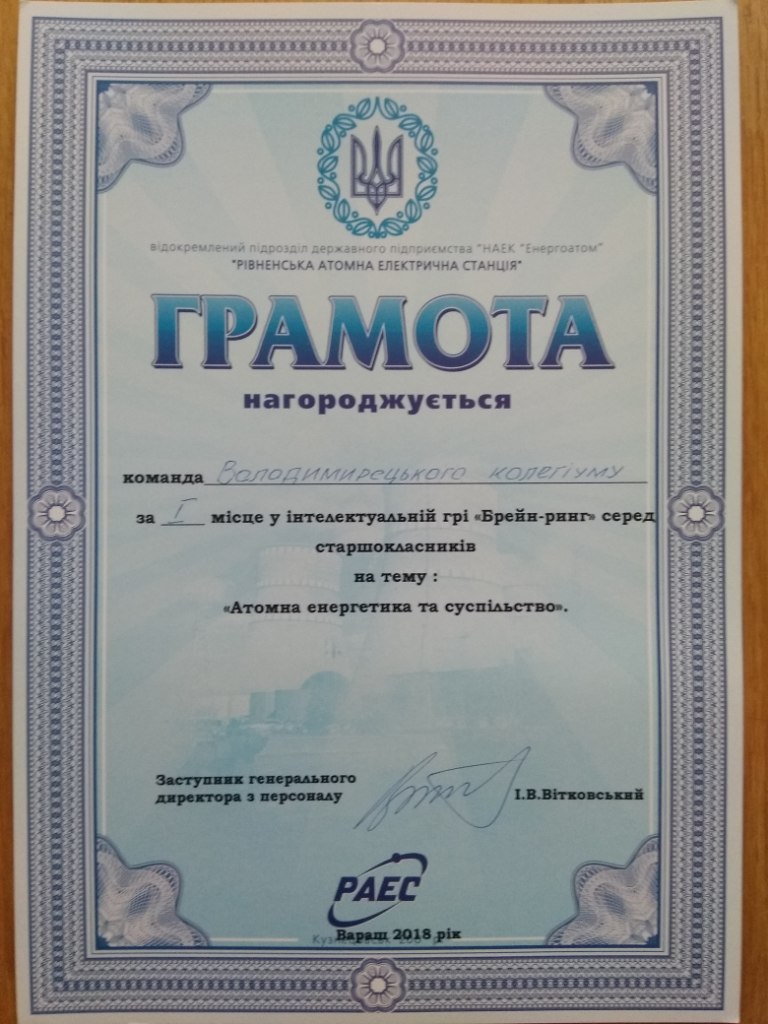 відокремлений підрозділ державного підприємства "НАЕК "Енергоатом"
"РІВНЕНСЬКА АТОМНА ЕЛЕКТРИЧНА СТАНЦІЯ"
ГРАМОТА
нагороджується
команда Володимирецького колегіуму
за І місце у інтелектуальній грі «Брейн-ринг» серед
старшокласників
на тему :
«Атомна енергетика та суспільство».
Заступник генерального
директора з персоналу
І.В.Вітковський
РАЕС
Вараш 2018 рік